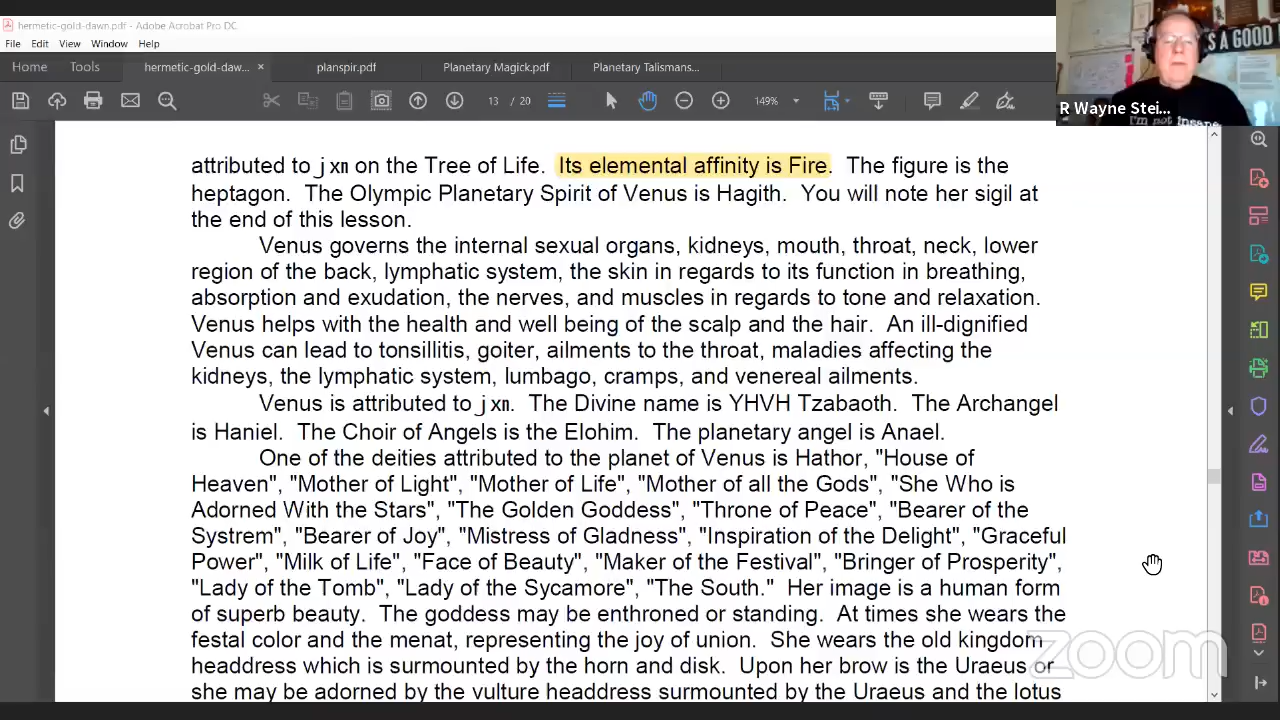 hermetic-gold-dawn.pdf - Adobe Acrobat Pro DC
File Edit View Window Help
Home Tools hermetic-gold-daw... × planspir.pdf Planetary Magick.pdf Planetary Talismans...
13 / 20 149%
S A GOOD
R Wayne Stei...
I'm not insane
attributed to jxn on the Tree of Life. Its elemental affinity is Fire. The figure is the
heptagon. The Olympic Planetary Spirit of Venus is Hagith. You will note her sigil at
the end of this lesson.
Venus governs the internal sexual organs, kidneys, mouth, throat, neck, lower
region of the back, lymphatic system, the skin in regards to its function in breathing,
absorption and exudation, the nerves, and muscles in regards to tone and relaxation.
Venus helps with the health and well being of the scalp and the hair. An ill-dignified
Venus can lead to tonsillitis, goiter, ailments to the throat, maladies affecting the
kidneys, the lymphatic system, lumbago, cramps, and venereal ailments.
Venus is attributed to jxn. The Divine name is YHVH Tzabaoth. The Archangel
is Haniel. The Choir of Angels is the Elohim. The planetary angel is Anael.
One of the deities attributed to the planet of Venus is Hathor, "House of
Heaven", "Mother of Light", "Mother of Life", "Mother of all the Gods", "She Who is
Adorned With the Stars", "The Golden Goddess", "Throne of Peace", "Bearer of the
Systrem", "Bearer of Joy", "Mistress of Gladness", "Inspiration of the Delight", "Graceful
Power", "Milk of Life", "Face of Beauty", "Maker of the Festival", "Bringer of Prosperity",
"Lady of the Tomb", "Lady of the Sycamore", "The South." Her image is a human form
of superb beauty. The goddess may be enthroned or standing. At times she wears the
festal color and the menat, representing the joy of union. She wears the old kingdom
headdress which is surmounted by the horn and disk. Upon her brow is the Uraeus or
she may be adorned by the vulture headdress surmounted by the Uraeus and the lotus
zoom